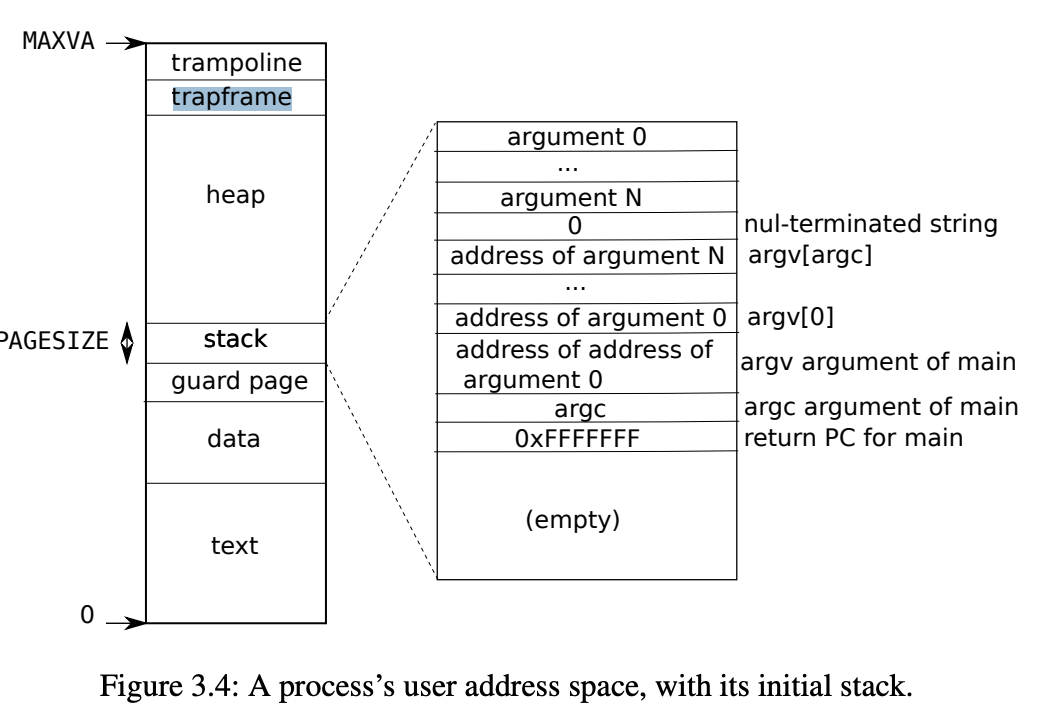 MAXVA
trampoline
trapframe
heap
PAGESIZE
stack
guard page
data
text
0
argument 0
...
argument N
0
nul-terminated string
address of argument N
argv[argc]
...
address of argument 0
argv[0]
address of address of
argument 0
argv argument of main
argc
argc argument of main
0xFFFFFFF
return PC for main
(empty)
Figure 3.4: A process’s user address space, with its initial stack.